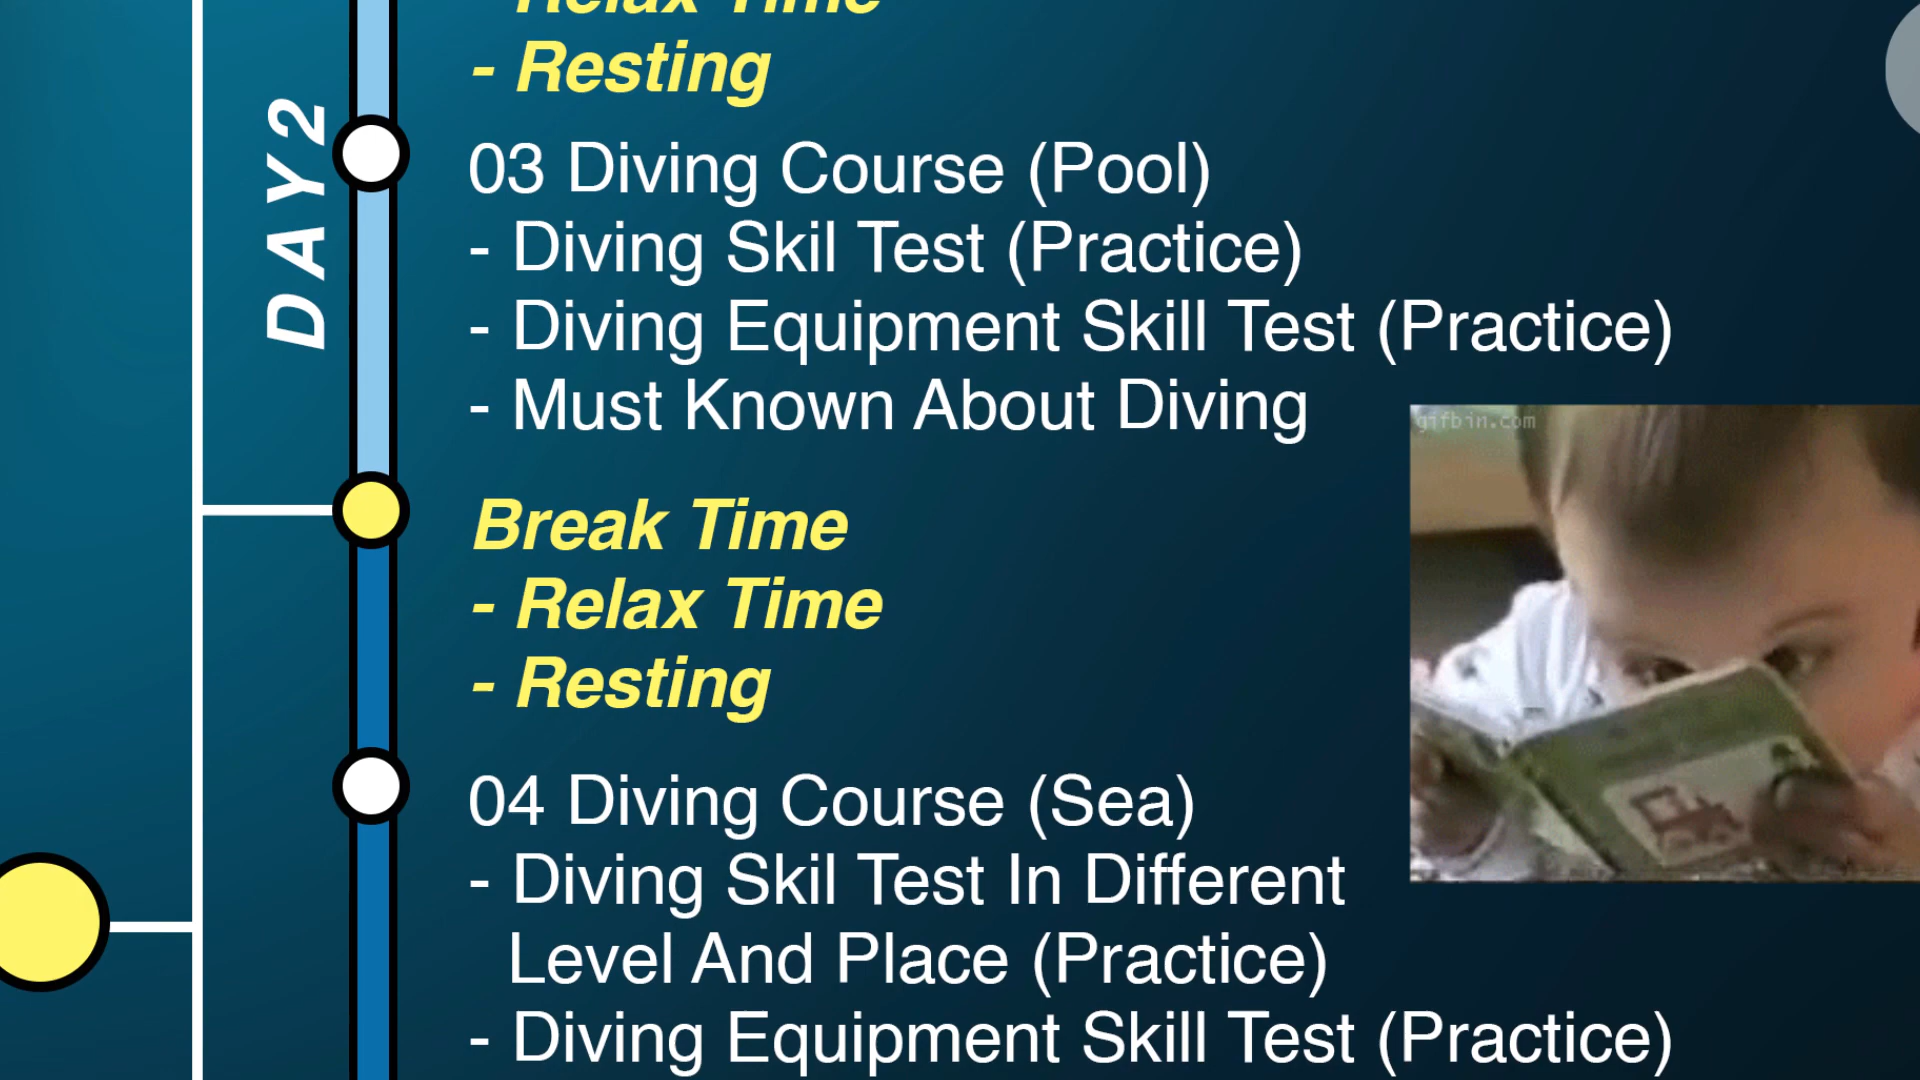 Relax Time
- Resting
DAY2
03 Diving Course (Pool)
- Diving Skil Test (Practice)
- Diving Equipment Skill Test (Practice)
- Must Known About Diving
gifbin.com
Break Time
- Relax Time
- Resting
04 Diving Course (Sea)
- Diving Skil Test In Different
Level And Place (Practice)
- Diving Equipment Skill Test (Practice)